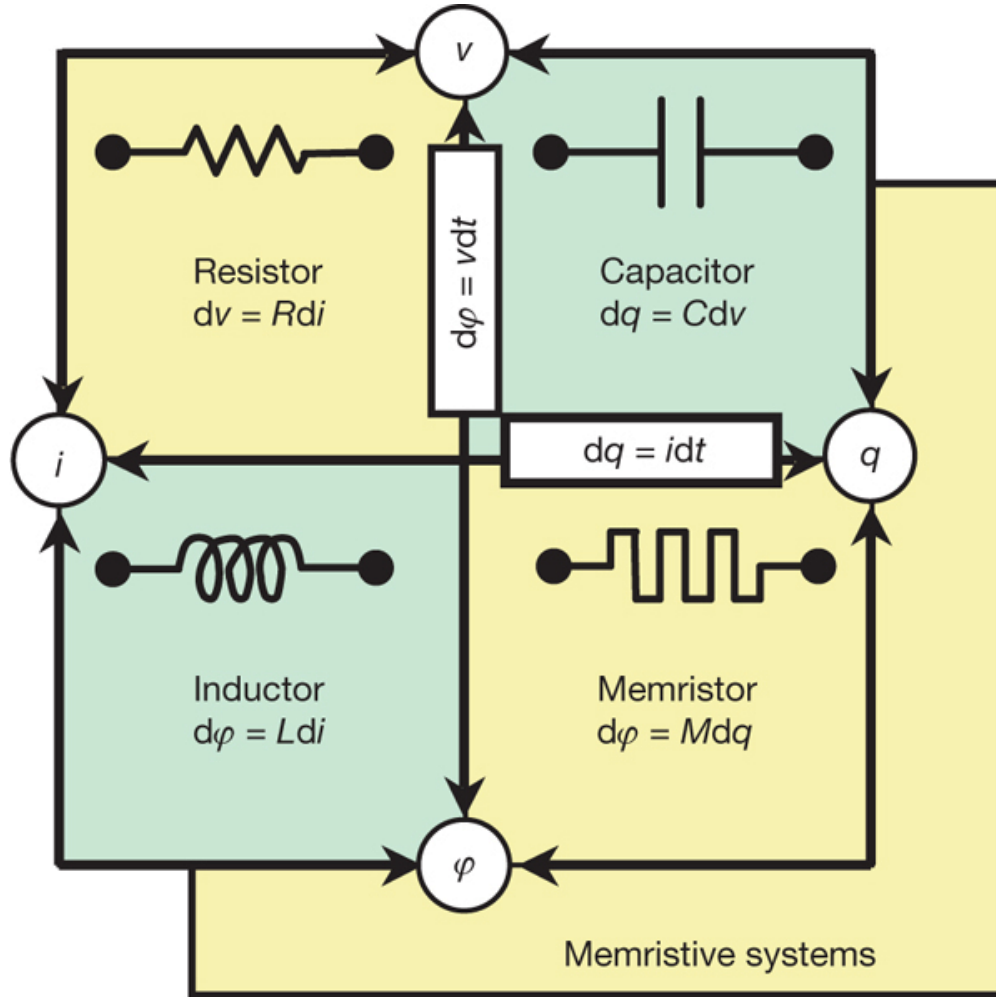 v
Resistor
dv = Rdi
dφ = vdt
Capacitor
dq = Cdv
i
dq = idt
q
Inductor
dφ = Ldi
Memristor
dφ = Mdq
φ
Memristive systems